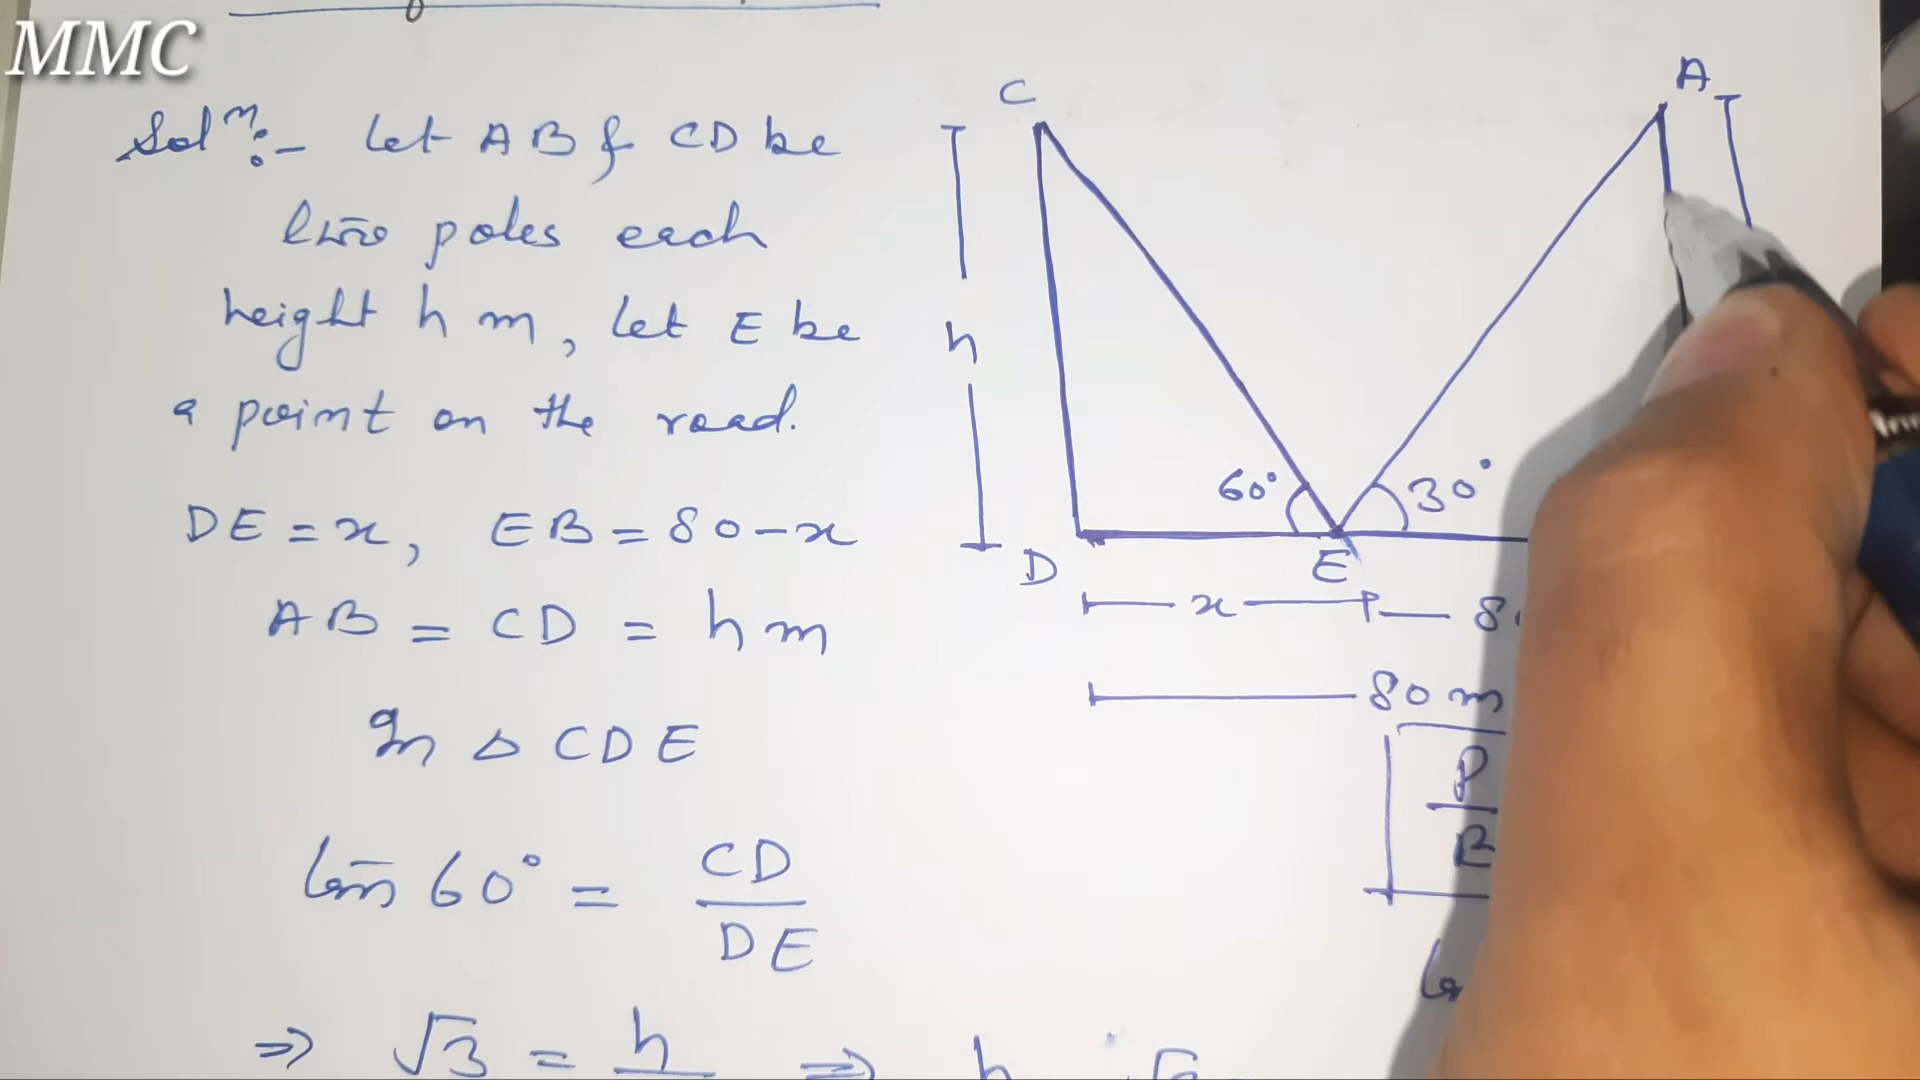 MMC
Solⁿ:- Let AB & CD be
two poles each
height h m, let E be
a point on the road.
DE = x, EB = 80 - x
AB = CD = h m
In △ CDE
tan 60° = CD
DE
⇒ √3 = h ⇒ h
C
A
h
60°
30°
D
E
x
80 m
P
B